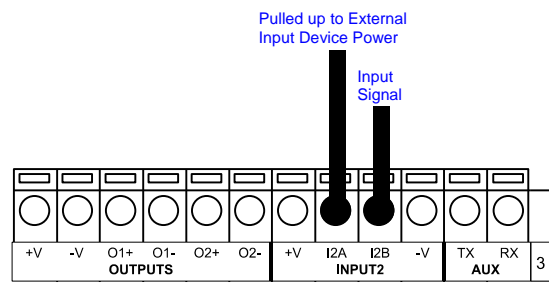 Pulled up to External
Input Device Power
Input
Signal
+V -V O1+ O1- O2+ O2- +V I2A I2B -V TX RX
OUTPUTS INPUT2 AUX 3